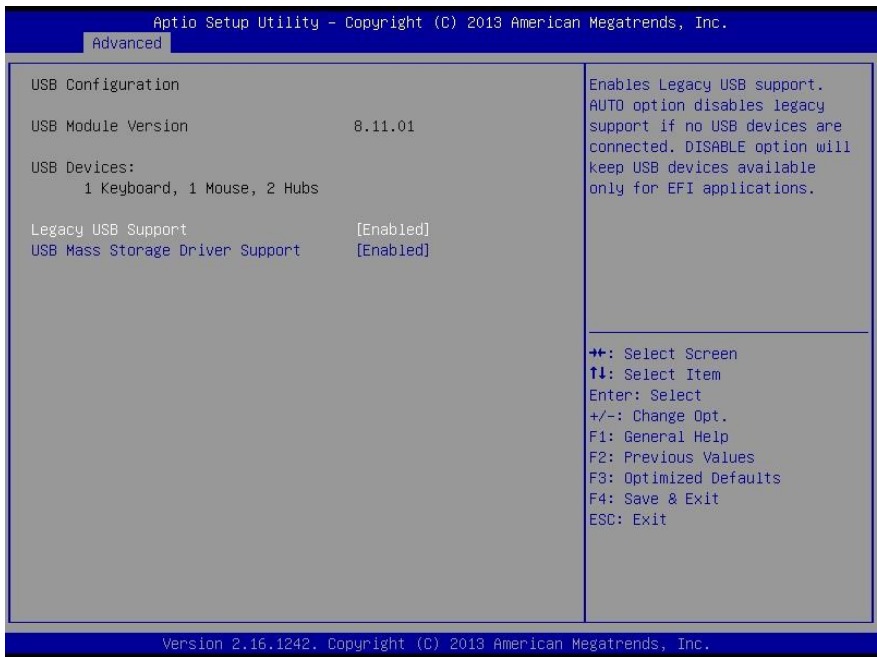 Aptio Setup Utility – Copyright (C) 2013 American Megatrends, Inc.
Advanced
USB Configuration
USB Module Version 8.11.01
USB Devices:
1 Keyboard, 1 Mouse, 2 Hubs
Legacy USB Support [Enabled]
USB Mass Storage Driver Support [Enabled]
Enables Legacy USB support.
AUTO option disables legacy
support if no USB devices are
connected. DISABLE option will
keep USB devices available
only for EFI applications.
→←: Select Screen
↑↓: Select Item
Enter: Select
+/-: Change Opt.
F1: General Help
F2: Previous Values
F3: Optimized Defaults
F4: Save & Exit
ESC: Exit
Version 2.16.1242. Copyright (C) 2013 American Megatrends, Inc.